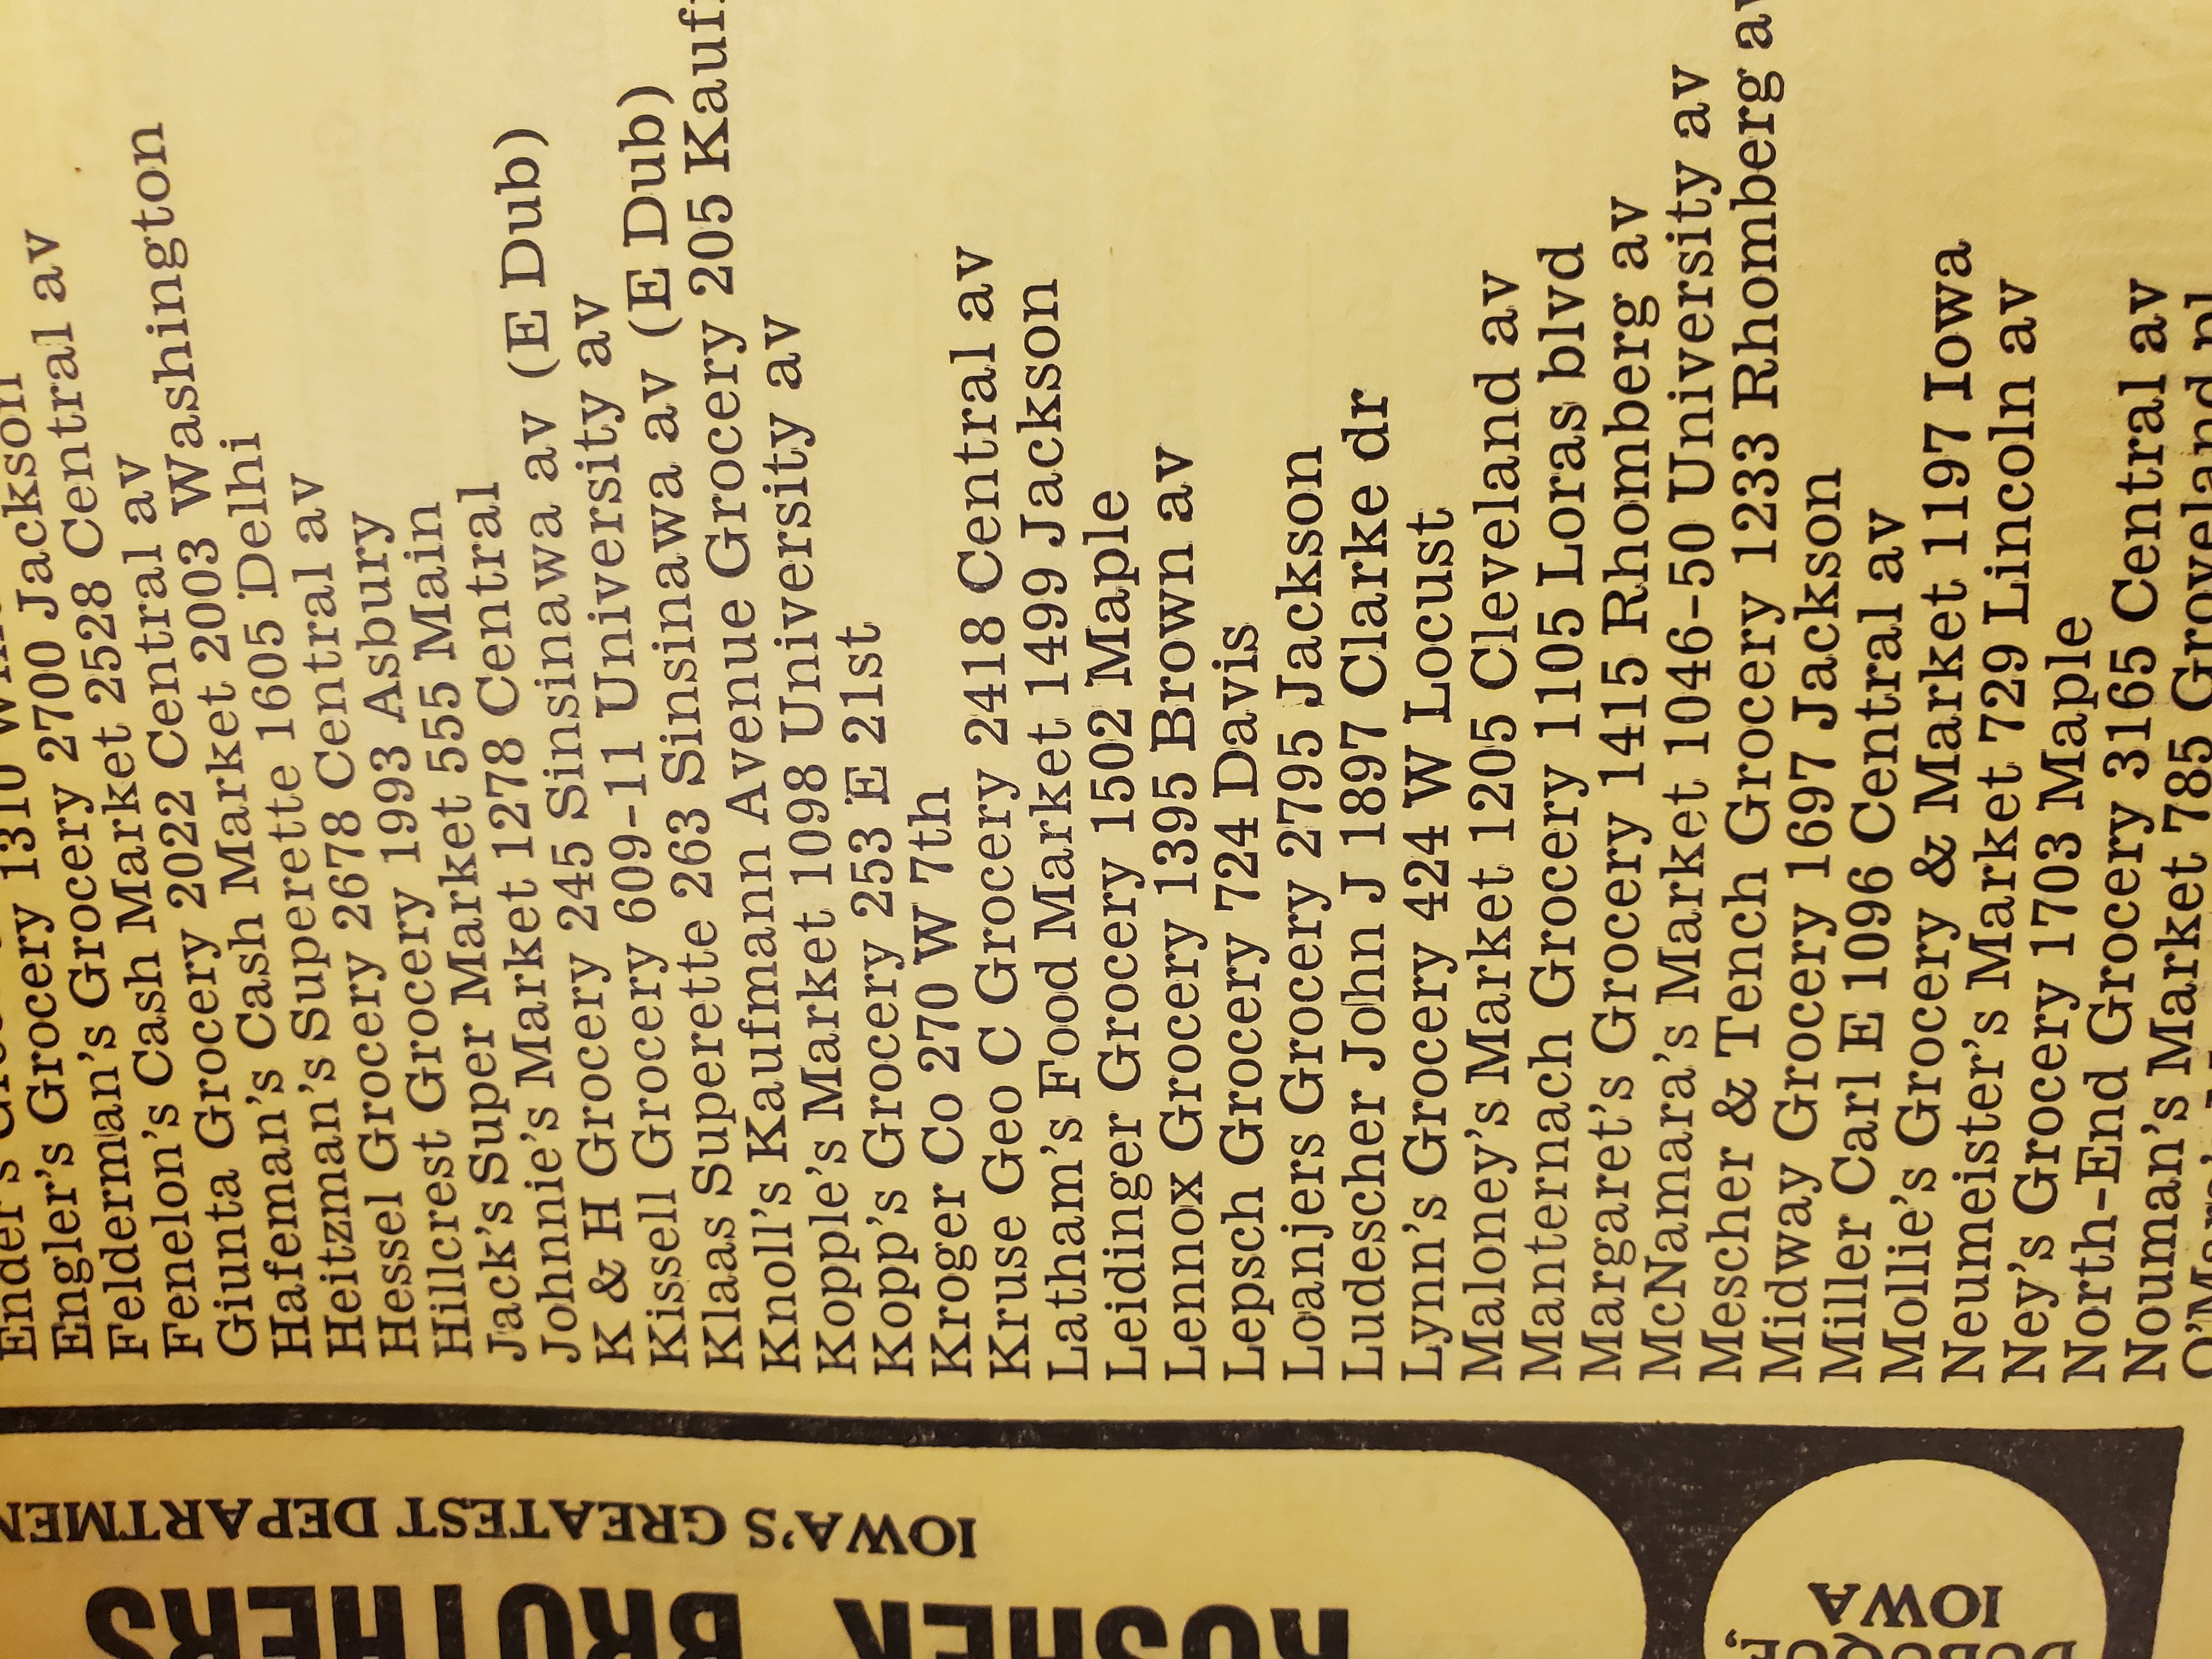 Ender's
Engler's Grocery 1310
Felderman's Grocery 2700 Jackson
Fenelon's Cash Market 2528 Central av
Giunta Grocery 2022 Central av
Hafeman's Cash Market 2003 Washington
Heitzman's Superette 1605 Delhi
Hessel Grocery 2678 Central av
Hillcrest Grocery 1993 Asbury
Jack's Super Market 555 Main
Johnnie's Market 1278 Central
K & H Grocery 245 Sinsinawa av (E Dub)
Kissell Grocery 609-11 University av
Klaas Superette 263 Sinsinawa av (E Dub)
Knoll's Kaufmann Avenue Grocery 205 Kauf
Kopple's Market 1098 University av
Kopp's Grocery 253 E 21st
Kroger Co 270 W 7th
Kruse Geo C Grocery 2418 Central av
Latham's Food Market 1499 Jackson
Leidinger Grocery 1502 Maple
Lennox Grocery 1395 Brown av
Lepsch Grocery 724 Davis
Loanjers Grocery 2795 Jackson
Ludescher John J 1897 Clarke dr
Lynn's Grocery 424 W Locust
Maloney's Market 1205 Cleveland av
Manternach Grocery 1105 Loras blvd
Margaret's Grocery 1415 Rhomberg av
McNamara's Market 1046-50 University av
Mescher & Tench Grocery 1233 Rhomberg av
Midway Grocery 1697 Jackson
Miller Carl E 1096 Central av
Mollie's Grocery & Market 1197 Iowa
Neumeister's Market 729 Lincoln av
Ney's Grocery 1703 Maple
North-End Grocery 3165 Central av
Nouman's Market 785 Groveland pl
IOWA'S GREATEST DEPARTMEN
BROTHERS
IOWA